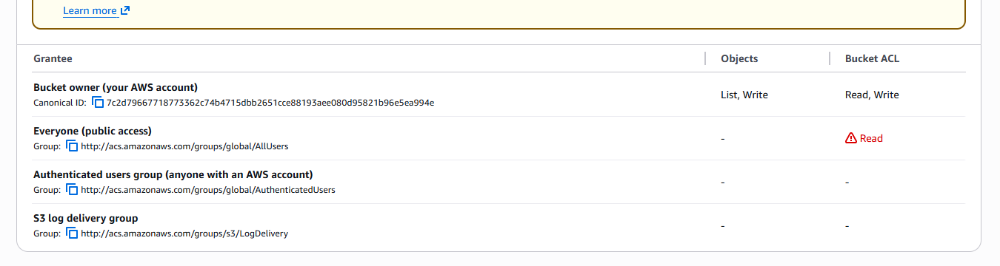 Learn more
Grantee Objects Bucket ACL
Bucket owner (your AWS account)
Canonical ID: 7c2d79667718773362c74b4715dbb2651cce88193aee080d95821b96e5ea994e
List, Write Read, Write
Everyone (public access)
Group: http://acs.amazonaws.com/groups/global/AllUsers
- Read
Authenticated users group (anyone with an AWS account)
Group: http://acs.amazonaws.com/groups/global/AuthenticatedUsers
- -
S3 log delivery group
Group: http://acs.amazonaws.com/groups/s3/LogDelivery
- -